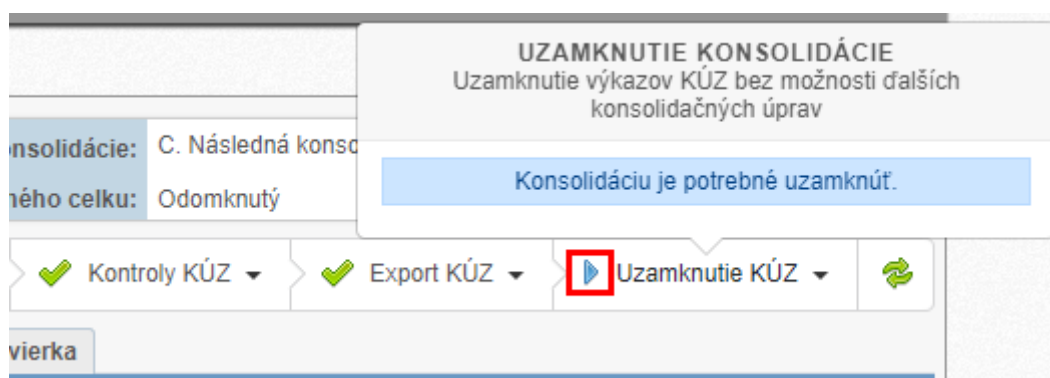 UZAMKNUTIE KONSOLIDÁCIE
Uzamknutie výkazov KÚZ bez možnosti ďalších
konsolidačných úprav
Konsolidáciu je potrebné uzamknúť.
nsolidácie: C. Následná konso
ného celku: Odomknutý
Kontroly KÚZ Export KÚZ Uzamknutie KÚZ
vierka